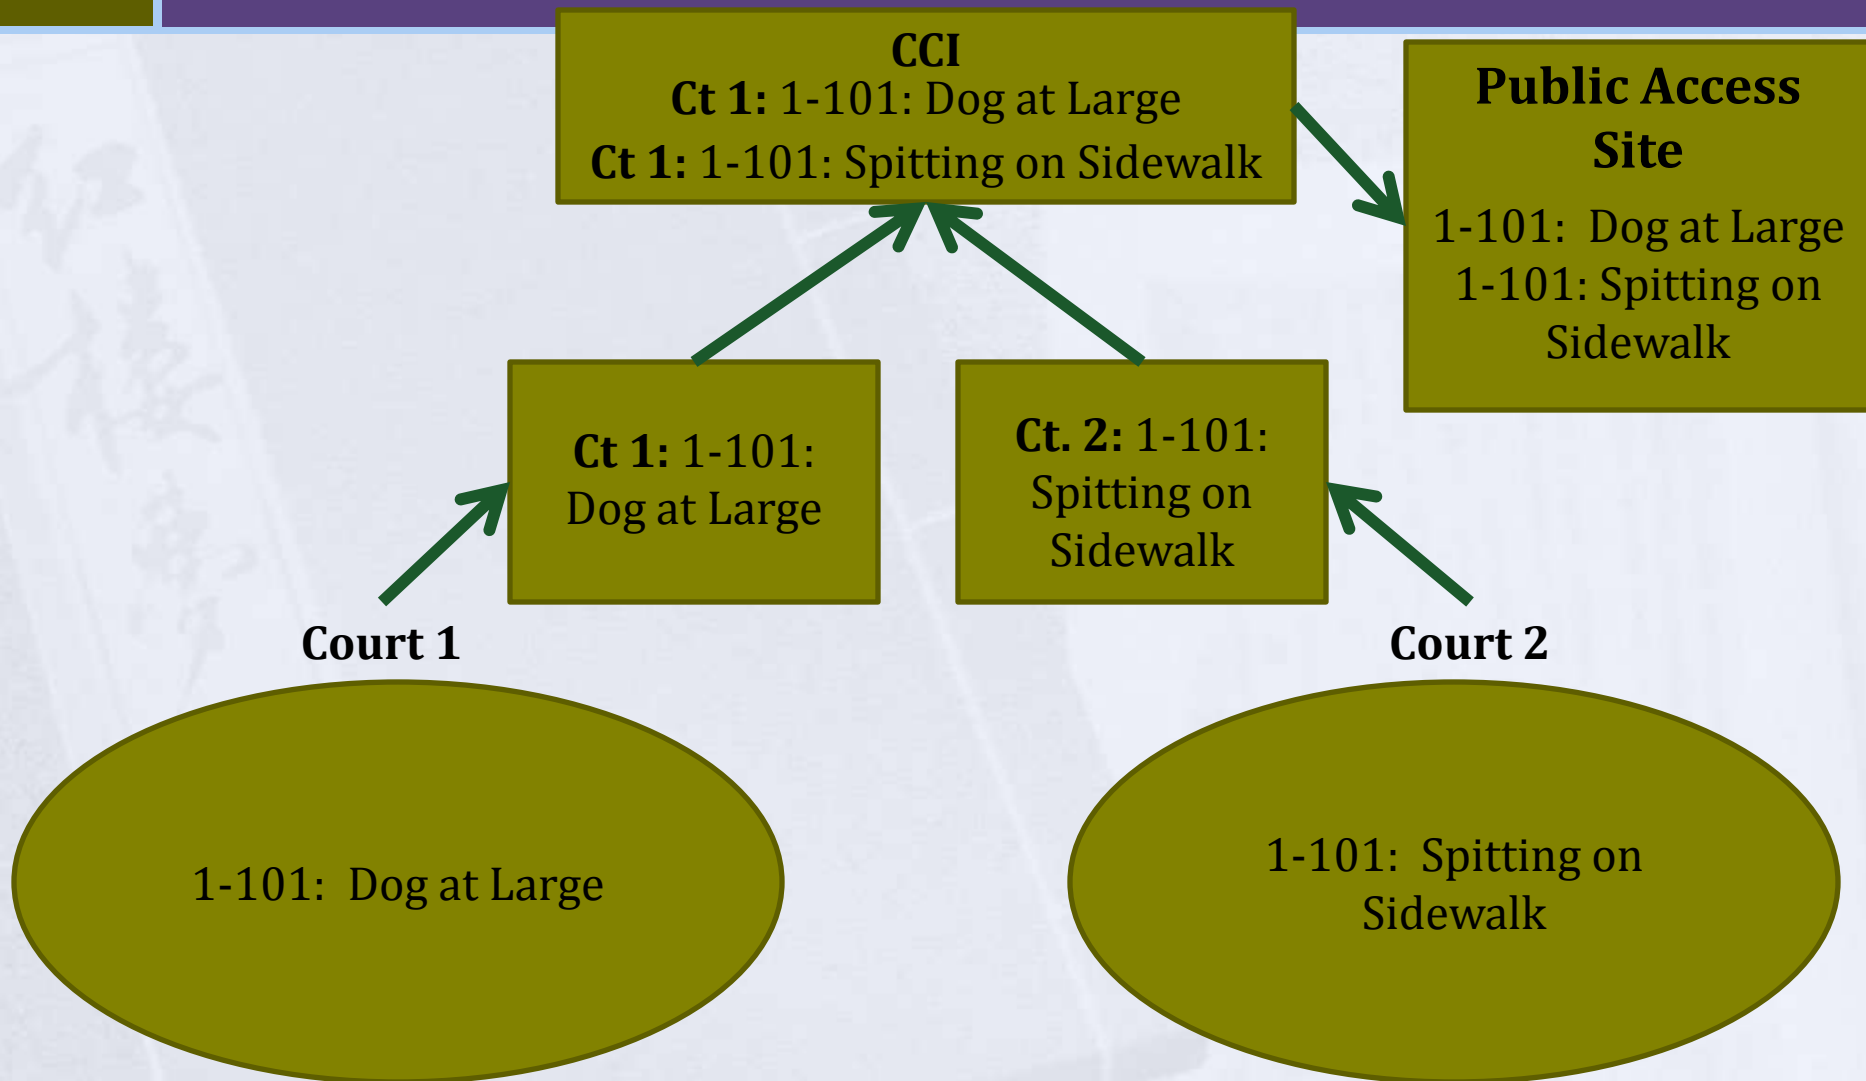 CCI
Ct 1: 1-101: Dog at Large
Ct 1: 1-101: Spitting on Sidewalk
Public Access
Site
1-101:  Dog at Large
1-101: Spitting on
Sidewalk
Ct 1: 1-101:
Dog at Large
Ct. 2: 1-101:
Spitting on
Sidewalk
Court 1
Court 2
1-101:  Dog at Large
1-101:  Spitting on
Sidewalk